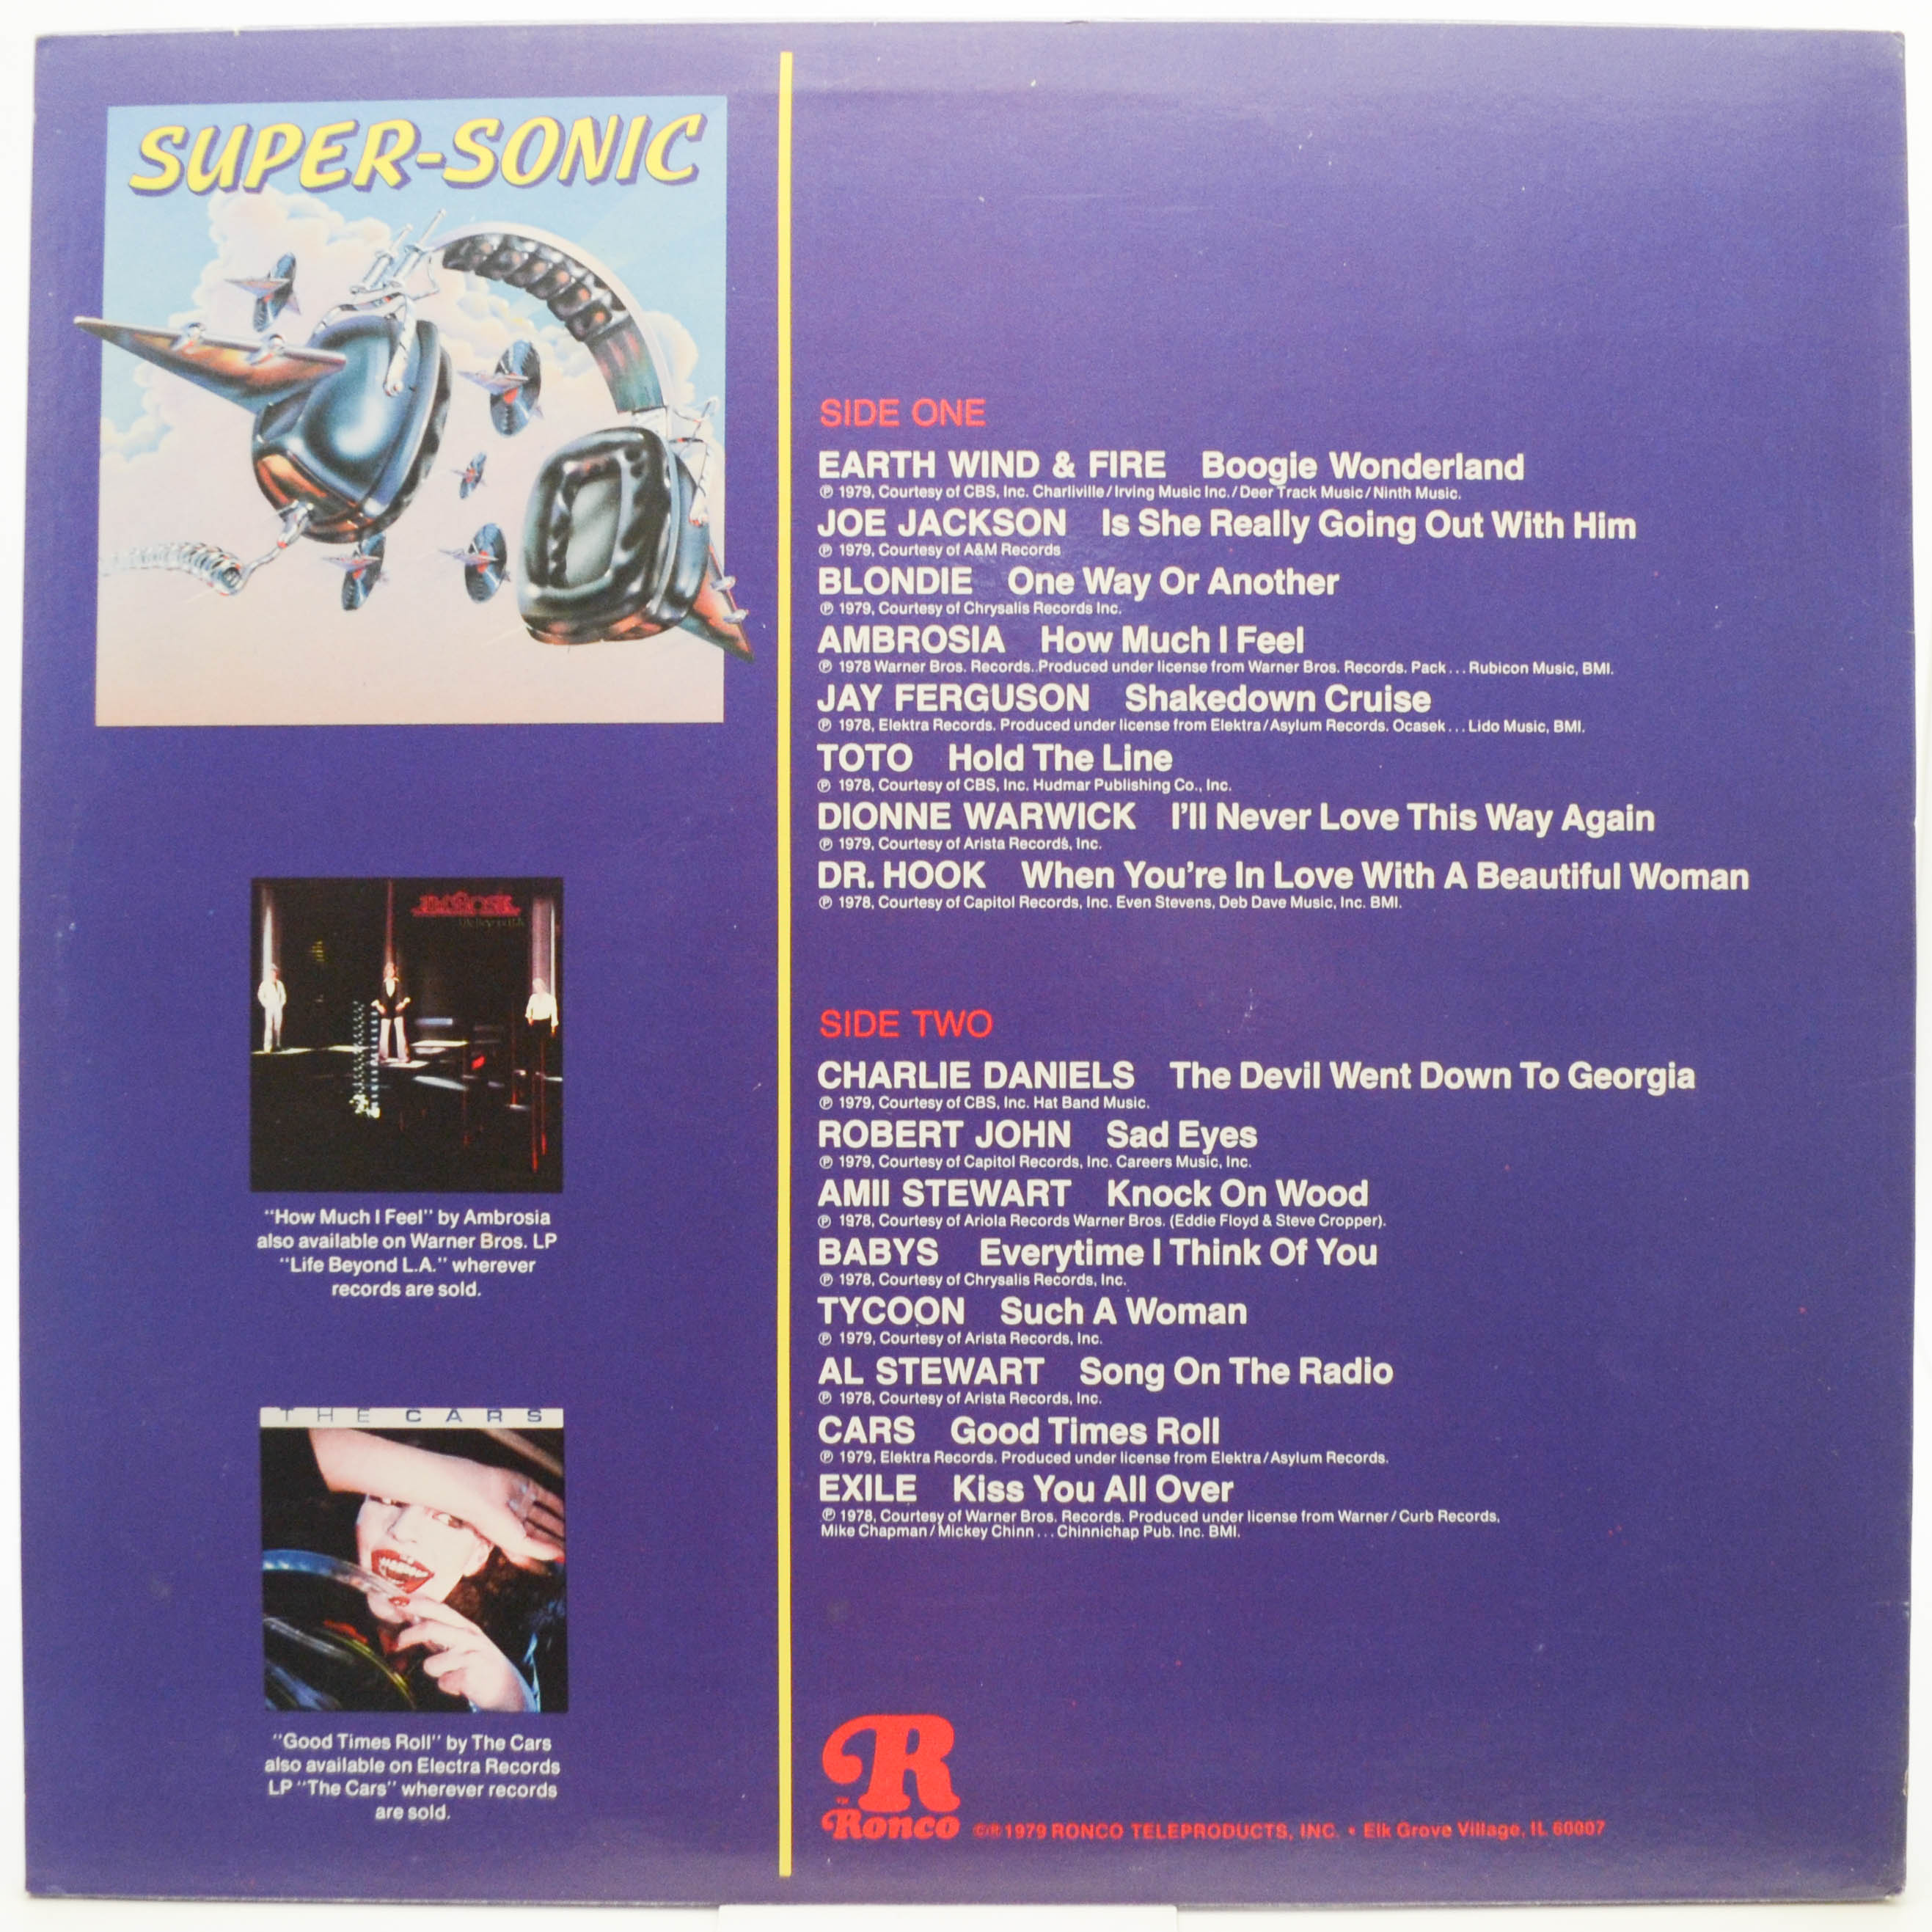 SUPER-SONIC
"How Much I Feel" by Ambrosia
also available on Warner Bros. LP
"Life Beyond L.A." wherever
records are sold.
THE CARS
"Good Times Roll" by The Cars
also available on Electra Records
LP "The Cars" wherever records
are sold.
SIDE ONE
EARTH WIND & FIRE Boogie Wonderland
℗ 1979, Courtesy of CBS, Inc. Charliville/Irving Music Inc./Deer Track Music/Ninth Music.
JOE JACKSON Is She Really Going Out With Him
℗ 1979, Courtesy of A&M Records
BLONDIE One Way Or Another
℗ 1979, Courtesy of Chrysalis Records Inc.
AMBROSIA How Much I Feel
℗ 1978 Warner Bros. Records. Produced under license from Warner Bros. Records. Pack...Rubicon Music, BMI.
JAY FERGUSON Shakedown Cruise
℗ 1978, Elektra Records. Produced under license from Elektra/Asylum Records. Ocasek...Lido Music, BMI.
TOTO Hold The Line
℗ 1978, Courtesy of CBS, Inc. Hudmar Publishing Co., Inc.
DIONNE WARWICK I'll Never Love This Way Again
℗ 1979, Courtesy of Arista Records, Inc.
DR. HOOK When You're In Love With A Beautiful Woman
℗ 1978, Courtesy of Capitol Records, Inc. Even Stevens, Deb Dave Music, Inc. BMI.
SIDE TWO
CHARLIE DANIELS The Devil Went Down To Georgia
℗ 1979, Courtesy of CBS, Inc. Hat Band Music.
ROBERT JOHN Sad Eyes
℗ 1979, Courtesy of Capitol Records, Inc. Careers Music, Inc.
AMII STEWART Knock On Wood
℗ 1978, Courtesy of Ariola Records Warner Bros. (Eddie Floyd & Steve Cropper).
BABYS Everytime I Think Of You
℗ 1978, Courtesy of Chrysalis Records, Inc.
TYCOON Such A Woman
℗ 1979, Courtesy of Arista Records, Inc.
AL STEWART Song On The Radio
℗ 1978, Courtesy of Arista Records, Inc.
CARS Good Times Roll
℗ 1979, Elektra Records. Produced under license from Elektra/Asylum Records.
EXILE Kiss You All Over
℗ 1978, Courtesy of Warner Bros. Records. Produced under license from Warner/Curb Records,
Mike Chapman/Mickey Chinn...Chinnichap Pub. Inc. BMI.
R
Ronco
©℗ 1979 RONCO TELEPRODUCTS, INC. • Elk Grove Village, IL 60007